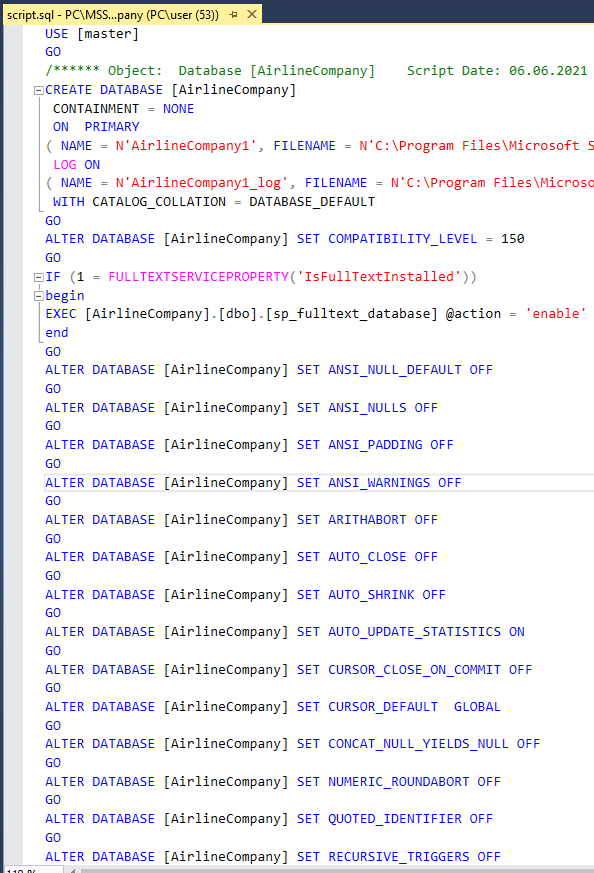 script.sql - PC\MSS...pany (PC\user (53))
USE [master]
GO
/****** Object:  Database [AirlineCompany]    Script Date: 06.06.2021
CREATE DATABASE [AirlineCompany]
 CONTAINMENT = NONE
 ON  PRIMARY
( NAME = N'AirlineCompany1', FILENAME = N'C:\Program Files\Microsoft S
 LOG ON
( NAME = N'AirlineCompany1_log', FILENAME = N'C:\Program Files\Microso
 WITH CATALOG_COLLATION = DATABASE_DEFAULT
GO
ALTER DATABASE [AirlineCompany] SET COMPATIBILITY_LEVEL = 150
GO
IF (1 = FULLTEXTSERVICEPROPERTY('IsFullTextInstalled'))
begin
EXEC [AirlineCompany].[dbo].[sp_fulltext_database] @action = 'enable'
end
GO
ALTER DATABASE [AirlineCompany] SET ANSI_NULL_DEFAULT OFF
GO
ALTER DATABASE [AirlineCompany] SET ANSI_NULLS OFF
GO
ALTER DATABASE [AirlineCompany] SET ANSI_PADDING OFF
GO
ALTER DATABASE [AirlineCompany] SET ANSI_WARNINGS OFF
GO
ALTER DATABASE [AirlineCompany] SET ARITHABORT OFF
GO
ALTER DATABASE [AirlineCompany] SET AUTO_CLOSE OFF
GO
ALTER DATABASE [AirlineCompany] SET AUTO_SHRINK OFF
GO
ALTER DATABASE [AirlineCompany] SET AUTO_UPDATE_STATISTICS ON
GO
ALTER DATABASE [AirlineCompany] SET CURSOR_CLOSE_ON_COMMIT OFF
GO
ALTER DATABASE [AirlineCompany] SET CURSOR_DEFAULT  GLOBAL
GO
ALTER DATABASE [AirlineCompany] SET CONCAT_NULL_YIELDS_NULL OFF
GO
ALTER DATABASE [AirlineCompany] SET NUMERIC_ROUNDABORT OFF
GO
ALTER DATABASE [AirlineCompany] SET QUOTED_IDENTIFIER OFF
GO
ALTER DATABASE [AirlineCompany] SET RECURSIVE_TRIGGERS OFF